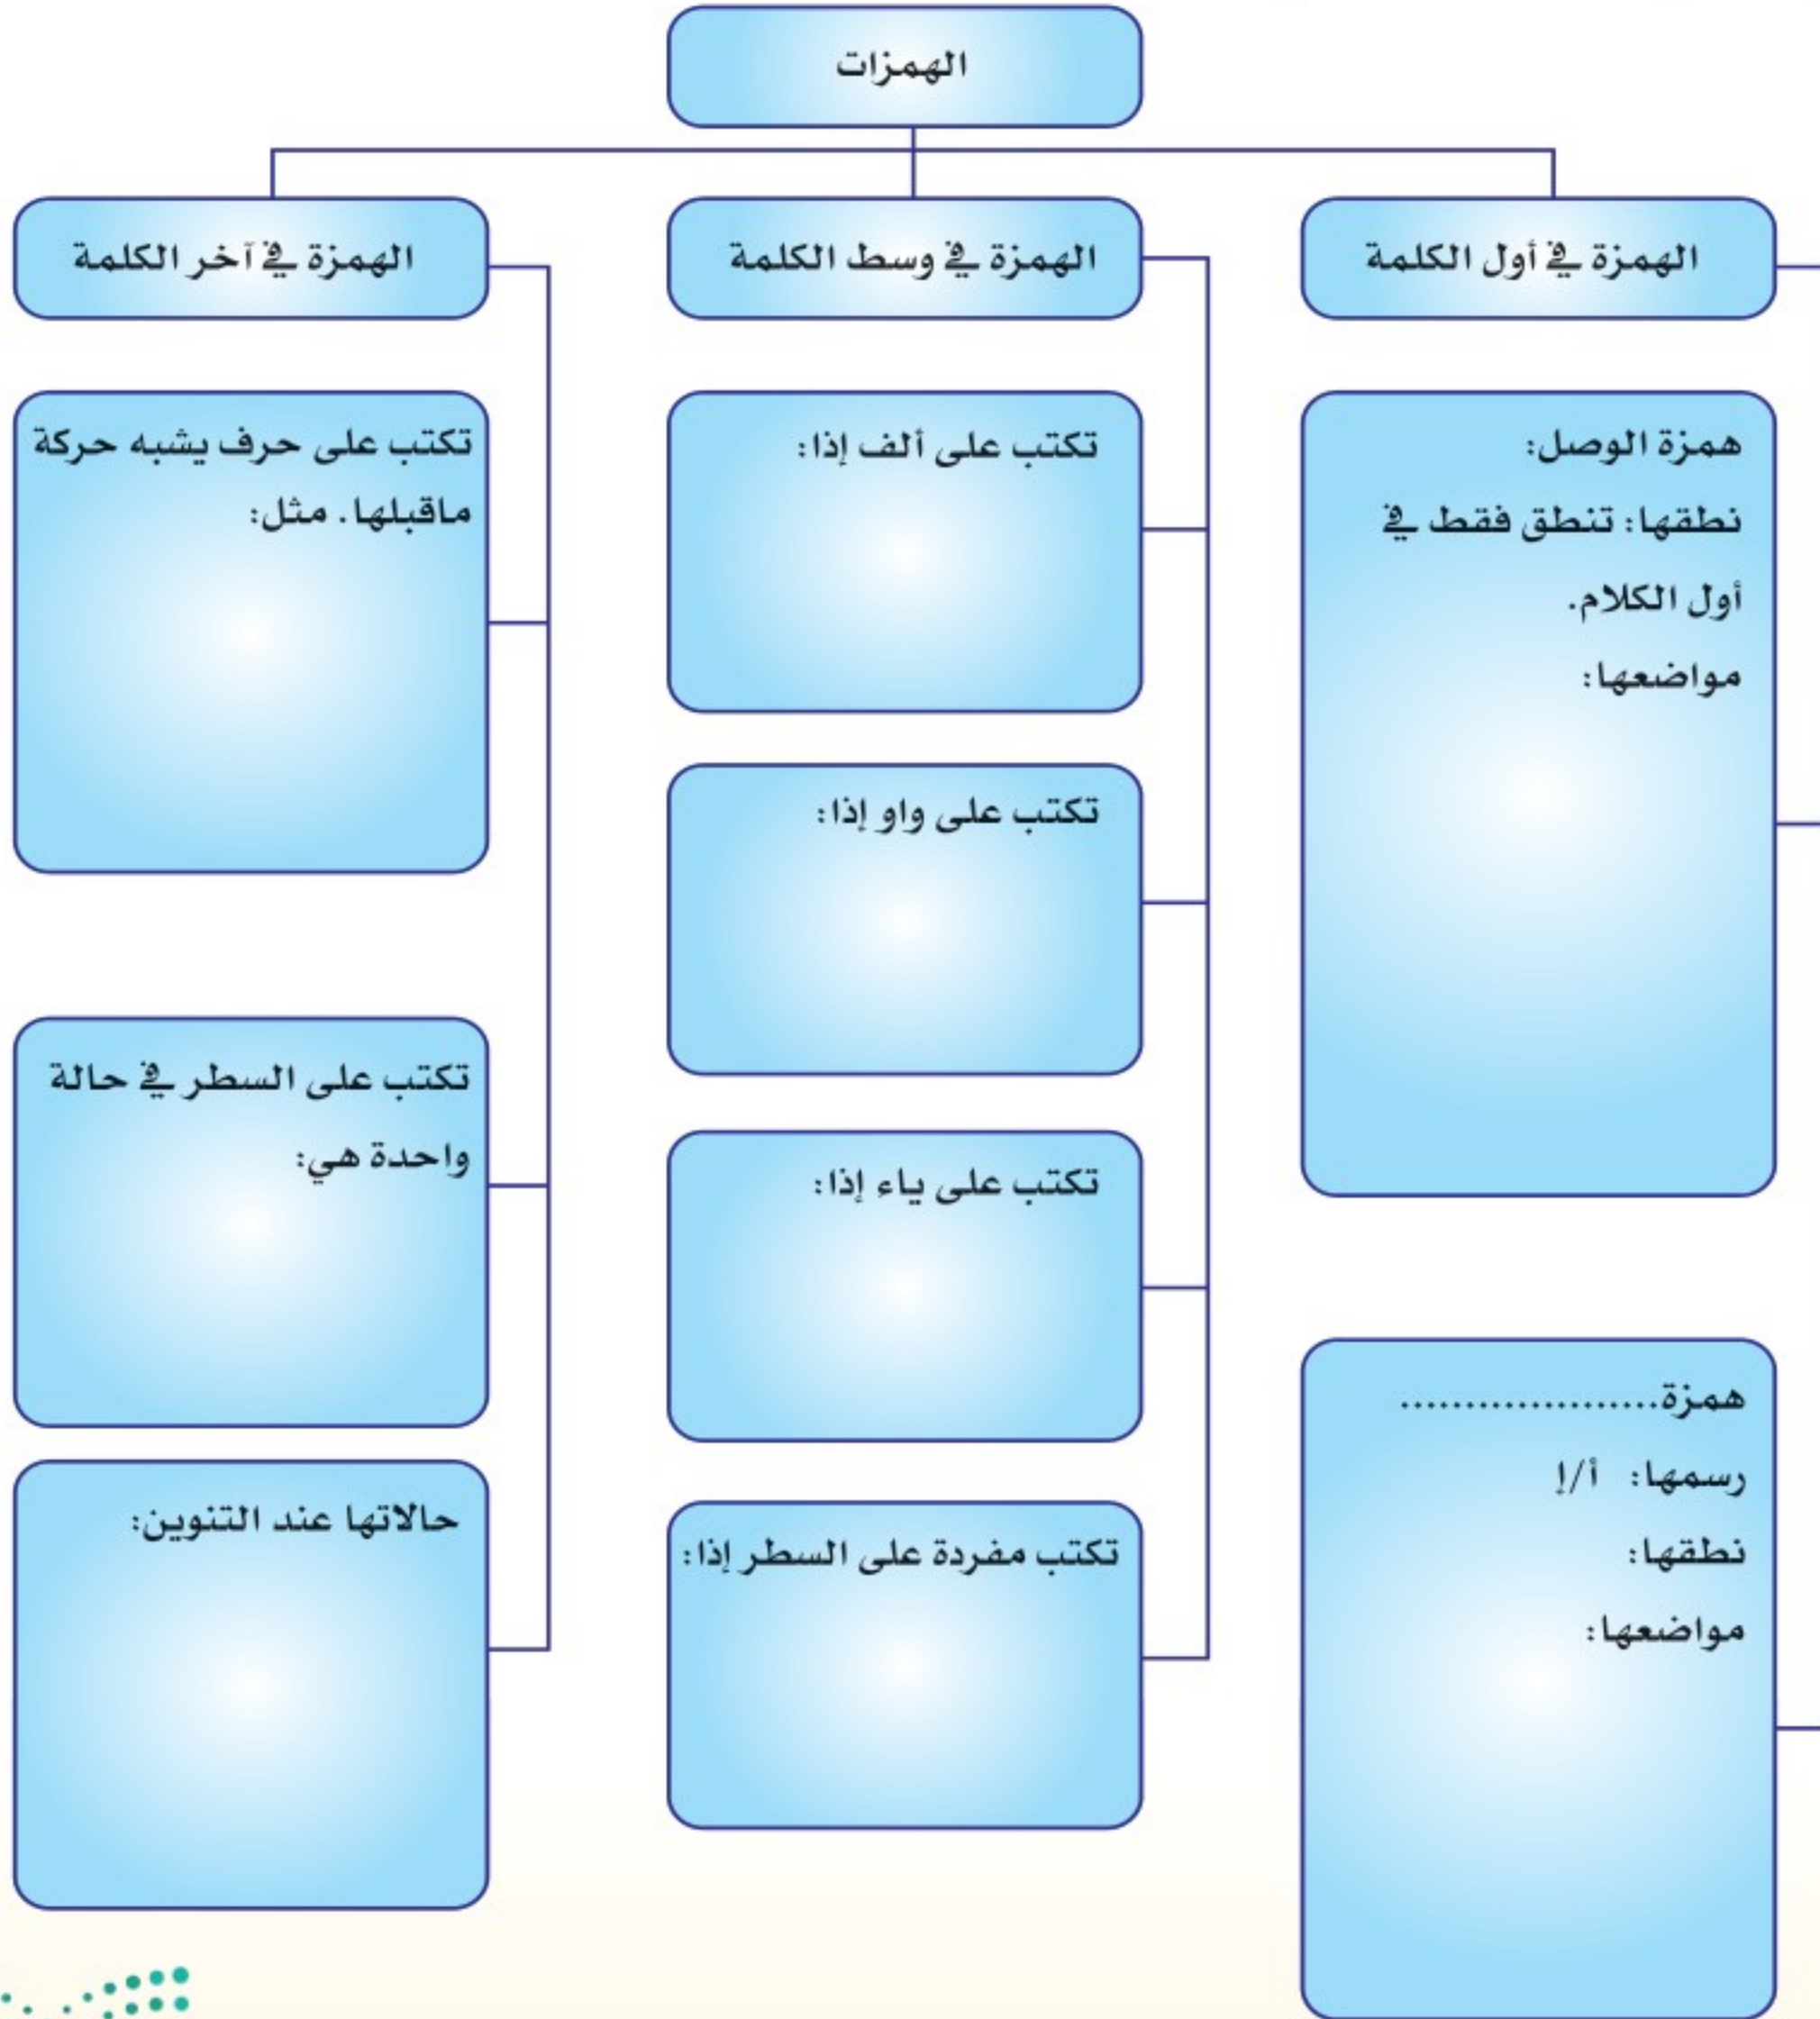 الهمزات
الهمزة في أول الكلمة
همزة الوصل:
نطقها: تنطق فقط في
أول الكلام.
مواضعها:
همزة....................
رسمها: أ/إ
نطقها:
مواضعها:
الهمزة في وسط الكلمة
تكتب على ألف إذا:
تكتب على واو إذا:
تكتب على ياء إذا:
تكتب مفردة على السطر إذا:
الهمزة في آخر الكلمة
تكتب على حرف يشبه حركة
ماقبلها. مثل:
تكتب على السطر في حالة
واحدة هي:
حالاتها عند التنوين: